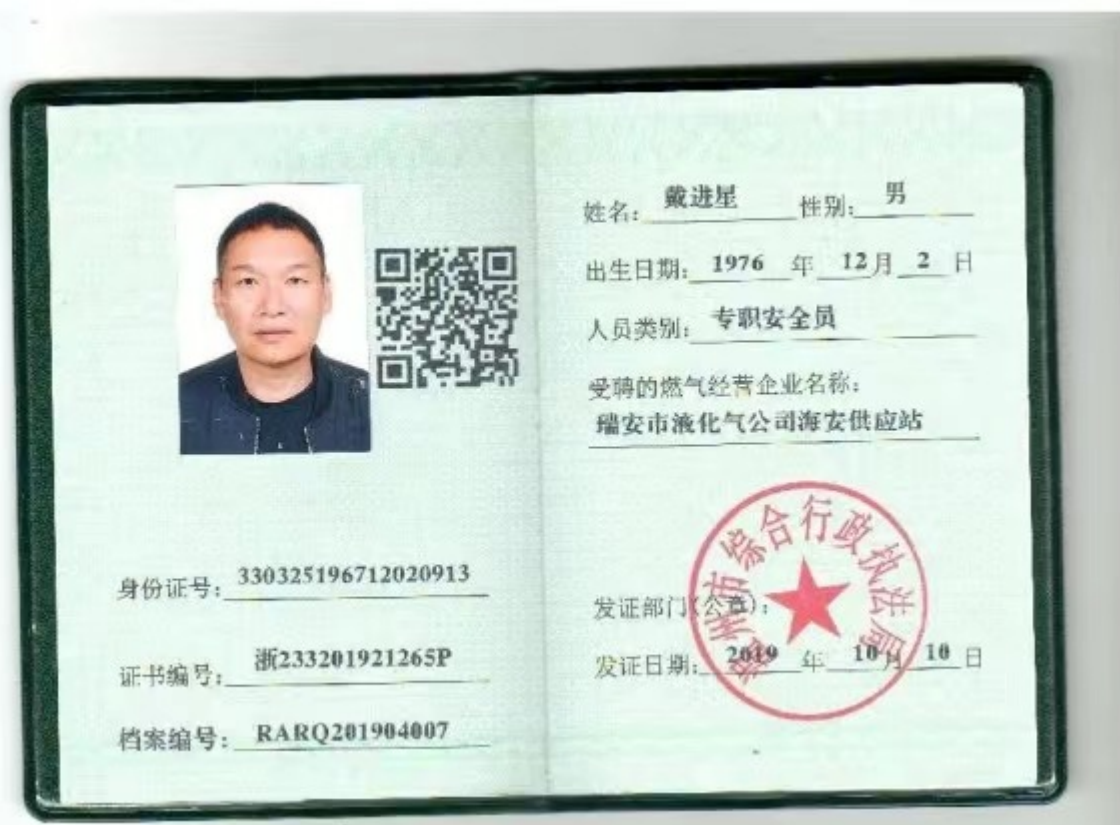 姓名：戴进星 性别：男
出生日期：1976 年 12 月 2 日
人员类别：专职安全员
受聘的燃气经营企业名称：
瑞安市液化气公司海安供应站
身份证号：330325196712020913
证书编号：浙233201921265P
档案编号：RARQ201904007
温州市综合行政执法局
发证部门（公章）：
发证日期：2019 年 10 月 10 日